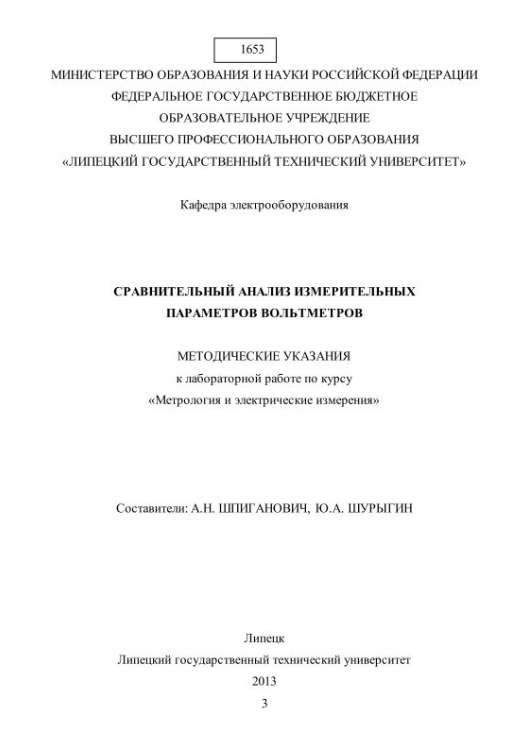 1653
МИНИСТЕРСТВО ОБРАЗОВАНИЯ И НАУКИ РОССИЙСКОЙ ФЕДЕРАЦИИ
ФЕДЕРАЛЬНОЕ ГОСУДАРСТВЕННОЕ БЮДЖЕТНОЕ
ОБРАЗОВАТЕЛЬНОЕ УЧРЕЖДЕНИЕ
ВЫСШЕГО ПРОФЕССИОНАЛЬНОГО ОБРАЗОВАНИЯ
«ЛИПЕЦКИЙ ГОСУДАРСТВЕННЫЙ ТЕХНИЧЕСКИЙ УНИВЕРСИТЕТ»
Кафедра электрооборудования
СРАВНИТЕЛЬНЫЙ АНАЛИЗ ИЗМЕРИТЕЛЬНЫХ
ПАРАМЕТРОВ ВОЛЬТМЕТРОВ
МЕТОДИЧЕСКИЕ УКАЗАНИЯ
к лабораторной работе по курсу
«Метрология и электрические измерения»
Составители: А.Н. ШПИГАНОВИЧ, Ю.А. ШУРЫГИН
Липецк
Липецкий государственный технический университет
2013
3